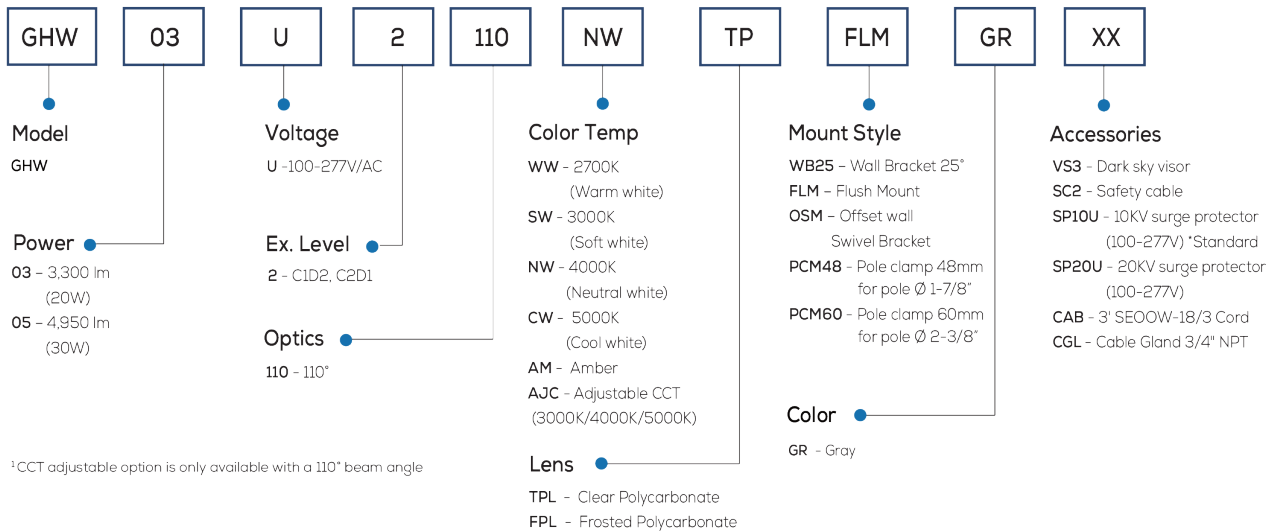 GHW 03 U 2 110 NW TP FLM GR XX
Model
GHW
Power
03 – 3,300 lm
(20W)
05 – 4,950 lm
(30W)
Voltage
U -100-277V/AC
Ex. Level
2 - C1D2, C2D1
Optics
110 - 110°
Color Temp
WW - 2700K
(Warm white)
SW - 3000K
(Soft white)
NW - 4000K
(Neutral white)
CW - 5000K
(Cool white)
AM - Amber
AJC - Adjustable CCT
(3000K/4000K/5000K)
Lens
TPL - Clear Polycarbonate
FPL - Frosted Polycarbonate
Mount Style
WB25 – Wall Bracket 25°
FLM – Flush Mount
OSM – Offset wall
Swivel Bracket
PCM48 - Pole clamp 48mm
for pole Ø 1-7/8"
PCM60 - Pole clamp 60mm
for pole Ø 2-3/8"
Color
GR - Gray
Accessories
VS3 - Dark sky visor
SC2 - Safety cable
SP10U - 10KV surge protector
(100-277V) *Standard
SP20U - 20KV surge protector
(100-277V)
CAB - 3' SEOOW-18/3 Cord
CGL - Cable Gland 3/4" NPT
¹ CCT adjustable option is only available with a 110° beam angle